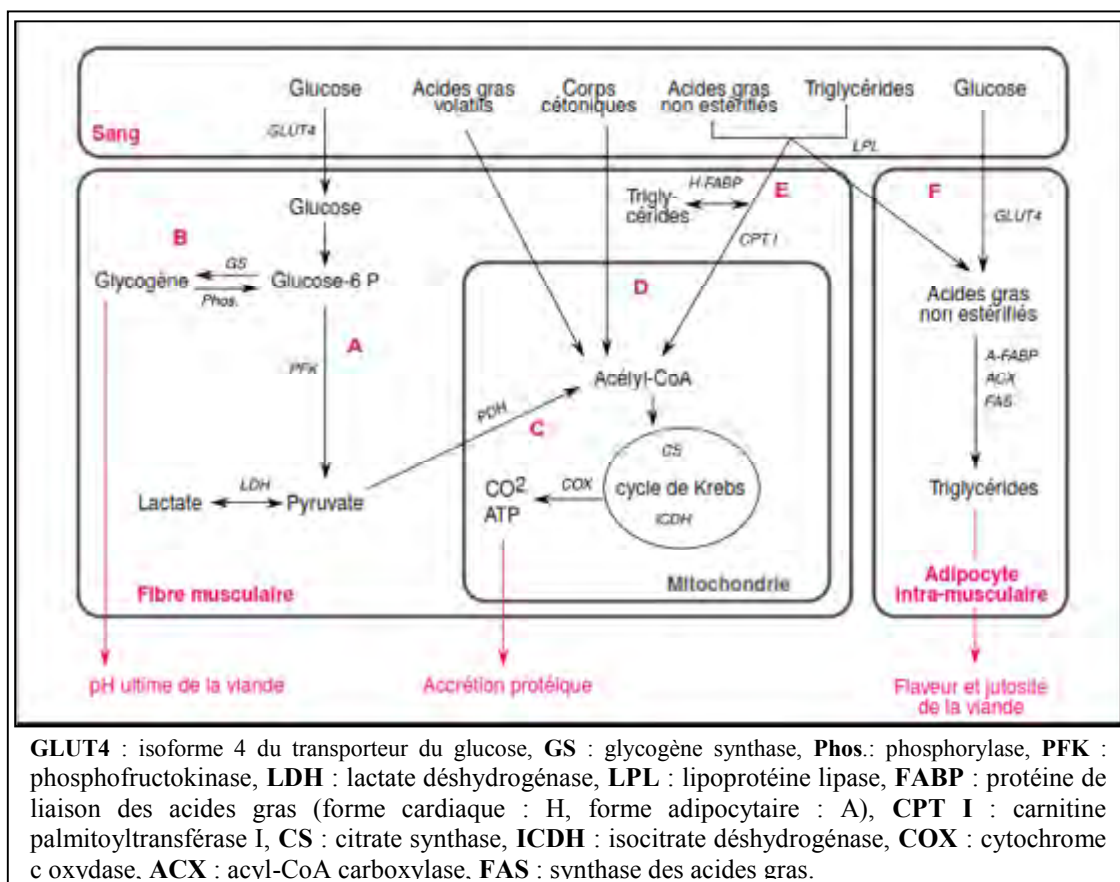 Glucose Acides gras volatils Corps cétoniques Acides gras non estérifiés Triglycérides Glucose
Sang
GLUT4
LPL
Glucose
Trigly-
cérides
H-FABP
E
F
CPT I
GLUT4
B
Glycogène
GS
Phos.
Glucose-6 P
D
Acides gras
non estérifiés
A
PFK
Acétyl-CoA
A-FABP
ACX
FAS
PDH
C
CS
cycle de Krebs
ICDH
COX
CO2
ATP
Lactate
LDH
Pyruvate
Triglycérides
Mitochondrie
Fibre musculaire
Adipocyte
intra-musculaire
pH ultime de la viande
Accrétion protéique
Flaveur et jutosité
de la viande
GLUT4 : isoforme 4 du transporteur du glucose, GS : glycogène synthase, Phos.: phosphorylase, PFK :
phosphofructokinase, LDH : lactate déshydrogénase, LPL : lipoprotéine lipase, FABP : protéine de
liaison des acides gras (forme cardiaque : H, forme adipocytaire : A), CPT I : carnitine
palmitoyltransférase I, CS : citrate synthase, ICDH : isocitrate déshydrogénase, COX : cytochrome
c oxydase, ACX : acyl-CoA carboxylase, FAS : synthase des acides gras.